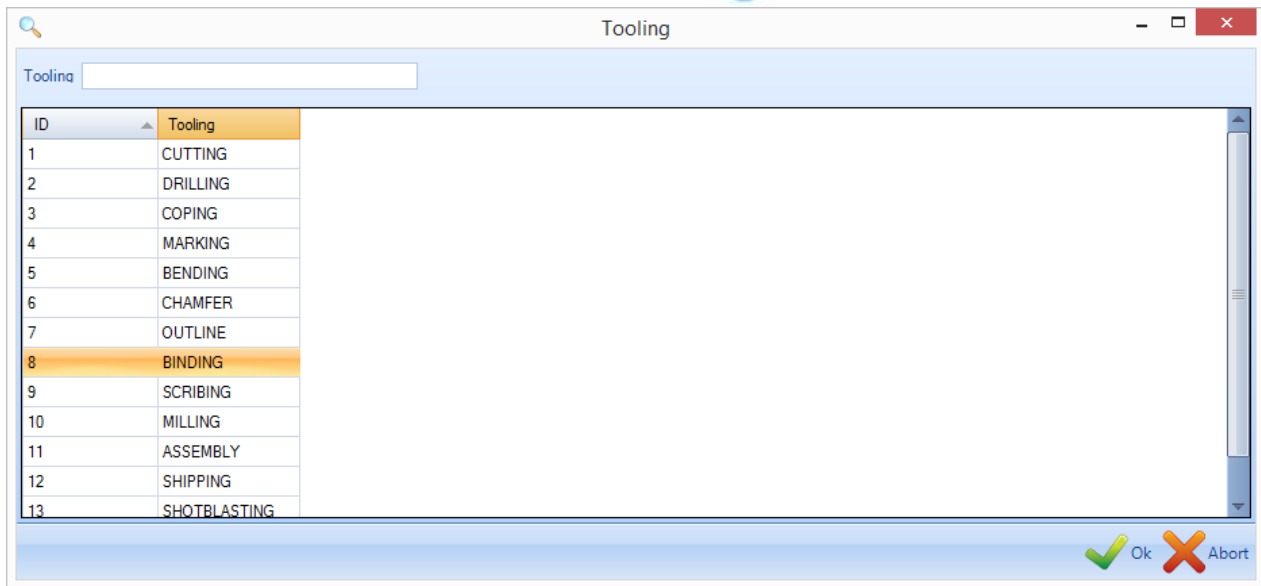 Tooling
Tooling
ID Tooling
1 CUTTING
2 DRILLING
3 COPING
4 MARKING
5 BENDING
6 CHAMFER
7 OUTLINE
8 BINDING
9 SCRIBING
10 MILLING
11 ASSEMBLY
12 SHIPPING
13 SHOTBLASTING
Ok Abort